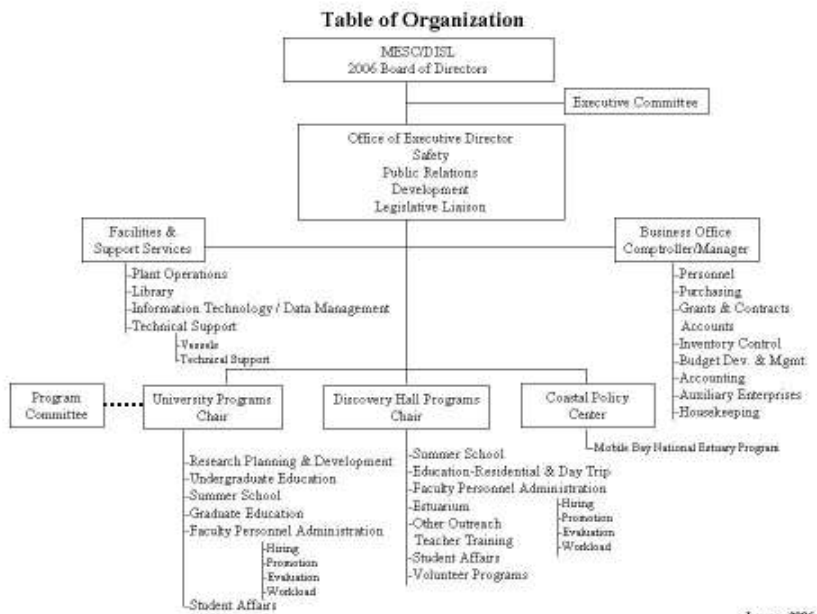 Table of Organization
MESC/DISL
2006 Board of Directors
Executive Committee
Office of Executive Director
Safety
Public Relations
Development
Legislative Liaison
Facilities &
Support Services
Business Office
Comptroller/Manager
Plant Operations
Library
Information Technology / Data Management
Technical Support
Vessels
Technical Support
Personnel
Purchasing
Grants & Contracts
Accounts
Inventory Control
Budget Dev. & Mgmt.
Accounting
Auxiliary Enterprises
Housekeeping
Program
Committee
University Programs
Chair
Discovery Hall Programs
Chair
Coastal Policy
Center
Mobile Bay National Estuary Program
Research Planning & Development
Undergraduate Education
Summer School
Graduate Education
Faculty Personnel Administration
Hiring
Promotion
Evaluation
Workload
Student Affairs
Summer School
Education-Residential & Day Trip
Faculty Personnel Administration
Hiring
Promotion
Evaluation
Workload
Estuarium
Other Outreach
Teacher Training
Student Affairs
Volunteer Programs